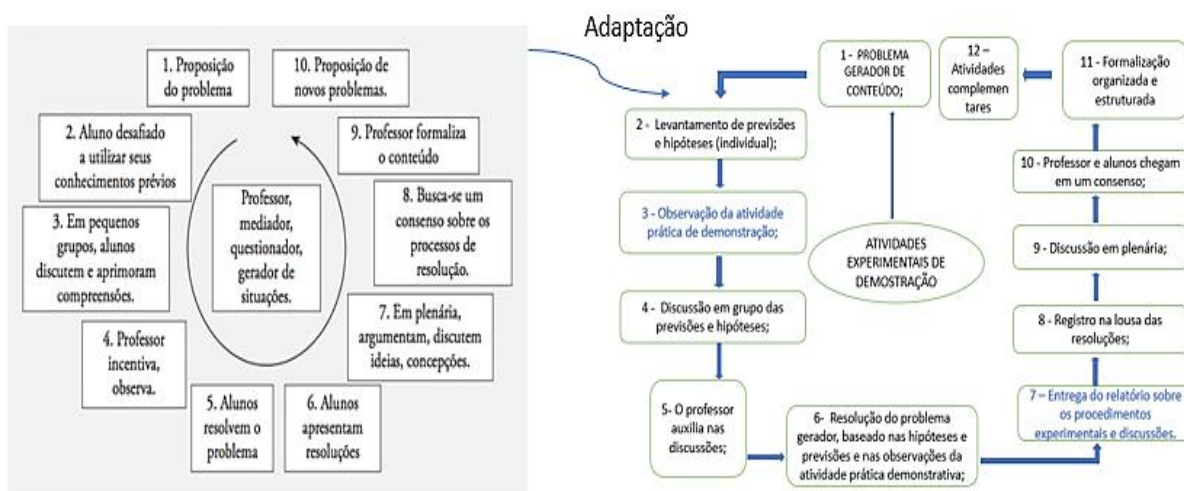 Adaptação
1. Proposição
do problema
10. Proposição de
novos problemas.
2. Aluno desafiado
a utilizar seus
conhecimentos prévios
9. Professor formaliza
o conteúdo
3. Em pequenos
grupos, alunos
discutem e aprimoram
compreensões.
Professor,
mediador,
questionador,
gerador de
situações.
8. Busca-se um
consenso sobre os
processos de
resolução.
4. Professor
incentiva,
observa.
7. Em plenária,
argumentam, discutem
ideias, concepções.
5. Alunos
resolvem o
problema
6. Alunos
apresentam
resoluções
1 - PROBLEMA
GERADOR DE
CONTEÚDO;
12 –
Atividades
complemen
tares
11 - Formalização
organizada e
estruturada
2 - Levantamento de previsões
e hipóteses (individual);
10 - Professor e alunos chegam
em um consenso;
3 - Observação da atividade
prática de demonstração;
ATIVIDADES
EXPERIMENTAIS DE
DEMOSTRAÇÃO
9 - Discussão em plenária;
4 - Discussão em grupo das
previsões e hipóteses;
8 - Registro na lousa das
resoluções;
5- O professor
auxilia nas
discussões;
6- Resolução do problema
gerador, baseado nas hipóteses e
previsões e nas observações da
atividade prática demonstrativa;
7 – Entrega do relatório sobre
os procedimentos
experimentais e discussões.